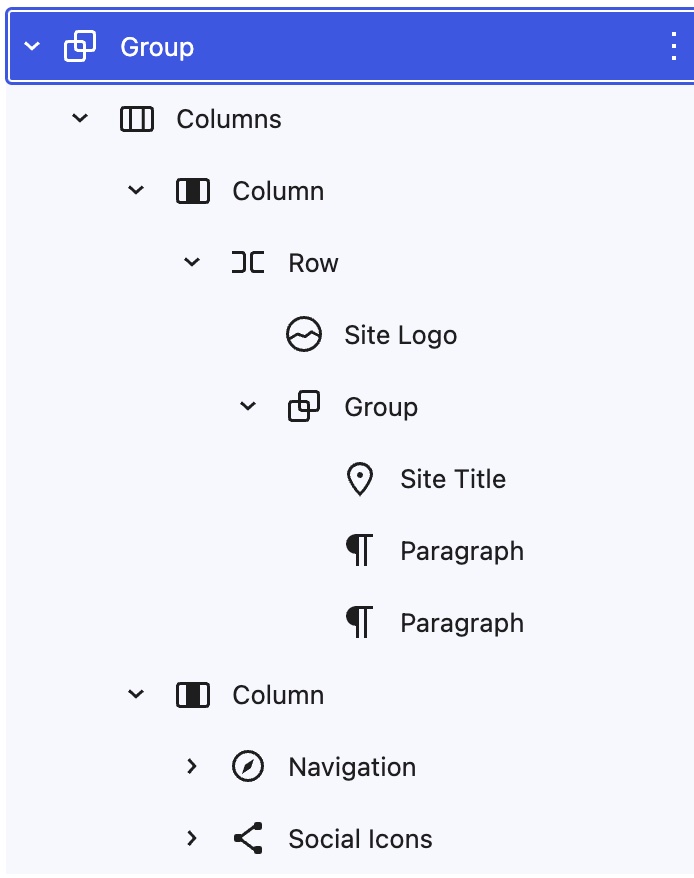 Group
Columns
Column
Row
Site Logo
Group
Site Title
Paragraph
Paragraph
Column
Navigation
Social Icons